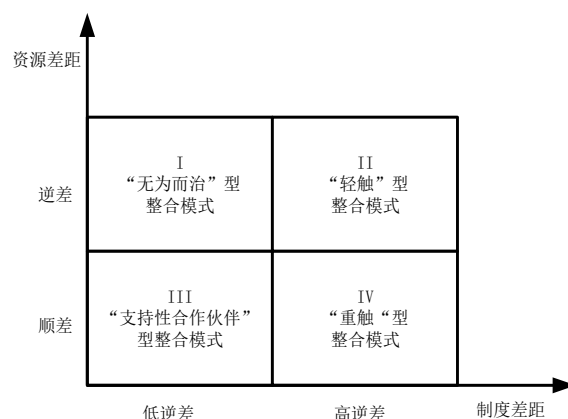 资源差距
I
“无为而治”型
整合模式
II
“轻触”型
整合模式
逆差
III
“支持性合作伙伴”
型整合模式
IV
“重触“型
整合模式
顺差
低逆差
高逆差
制度差距